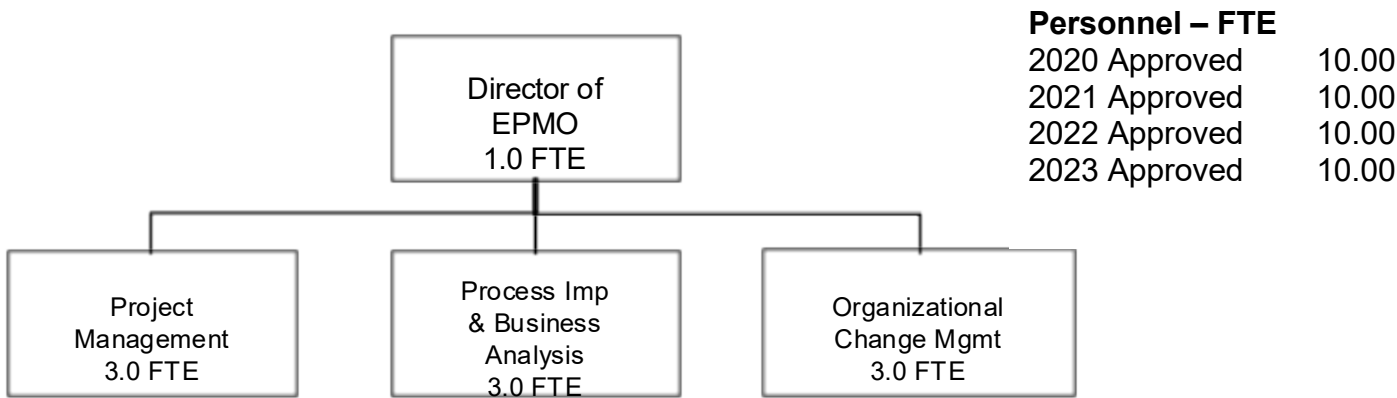 Personnel – FTE
2020 Approved 10.00
2021 Approved 10.00
2022 Approved 10.00
2023 Approved 10.00
Director of
EPMO
1.0 FTE
Project
Management
3.0 FTE
Process Imp
& Business
Analysis
3.0 FTE
Organizational
Change Mgmt
3.0 FTE